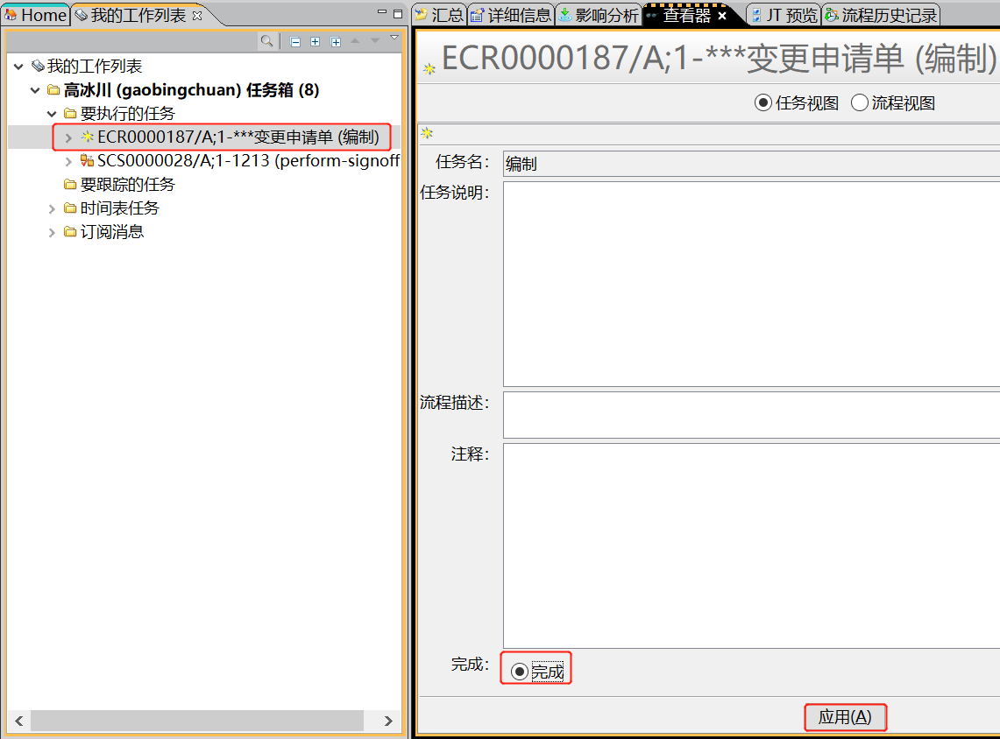 Home
我的工作列表
汇总
详细信息
影响分析
查看器
JT 预览
流程历史记录
我的工作列表
高冰川 (gaobingchuan) 任务箱 (8)
要执行的任务
ECR0000187/A;1-***变更申请单 (编制)
SCS0000028/A;1-1213 (perform-signoff
要跟踪的任务
时间表任务
订阅消息
ECR0000187/A;1-***变更申请单 (编制)
任务视图
流程视图
任务名:
编制
任务说明:
流程描述:
注释:
完成:
完成
应用(A)